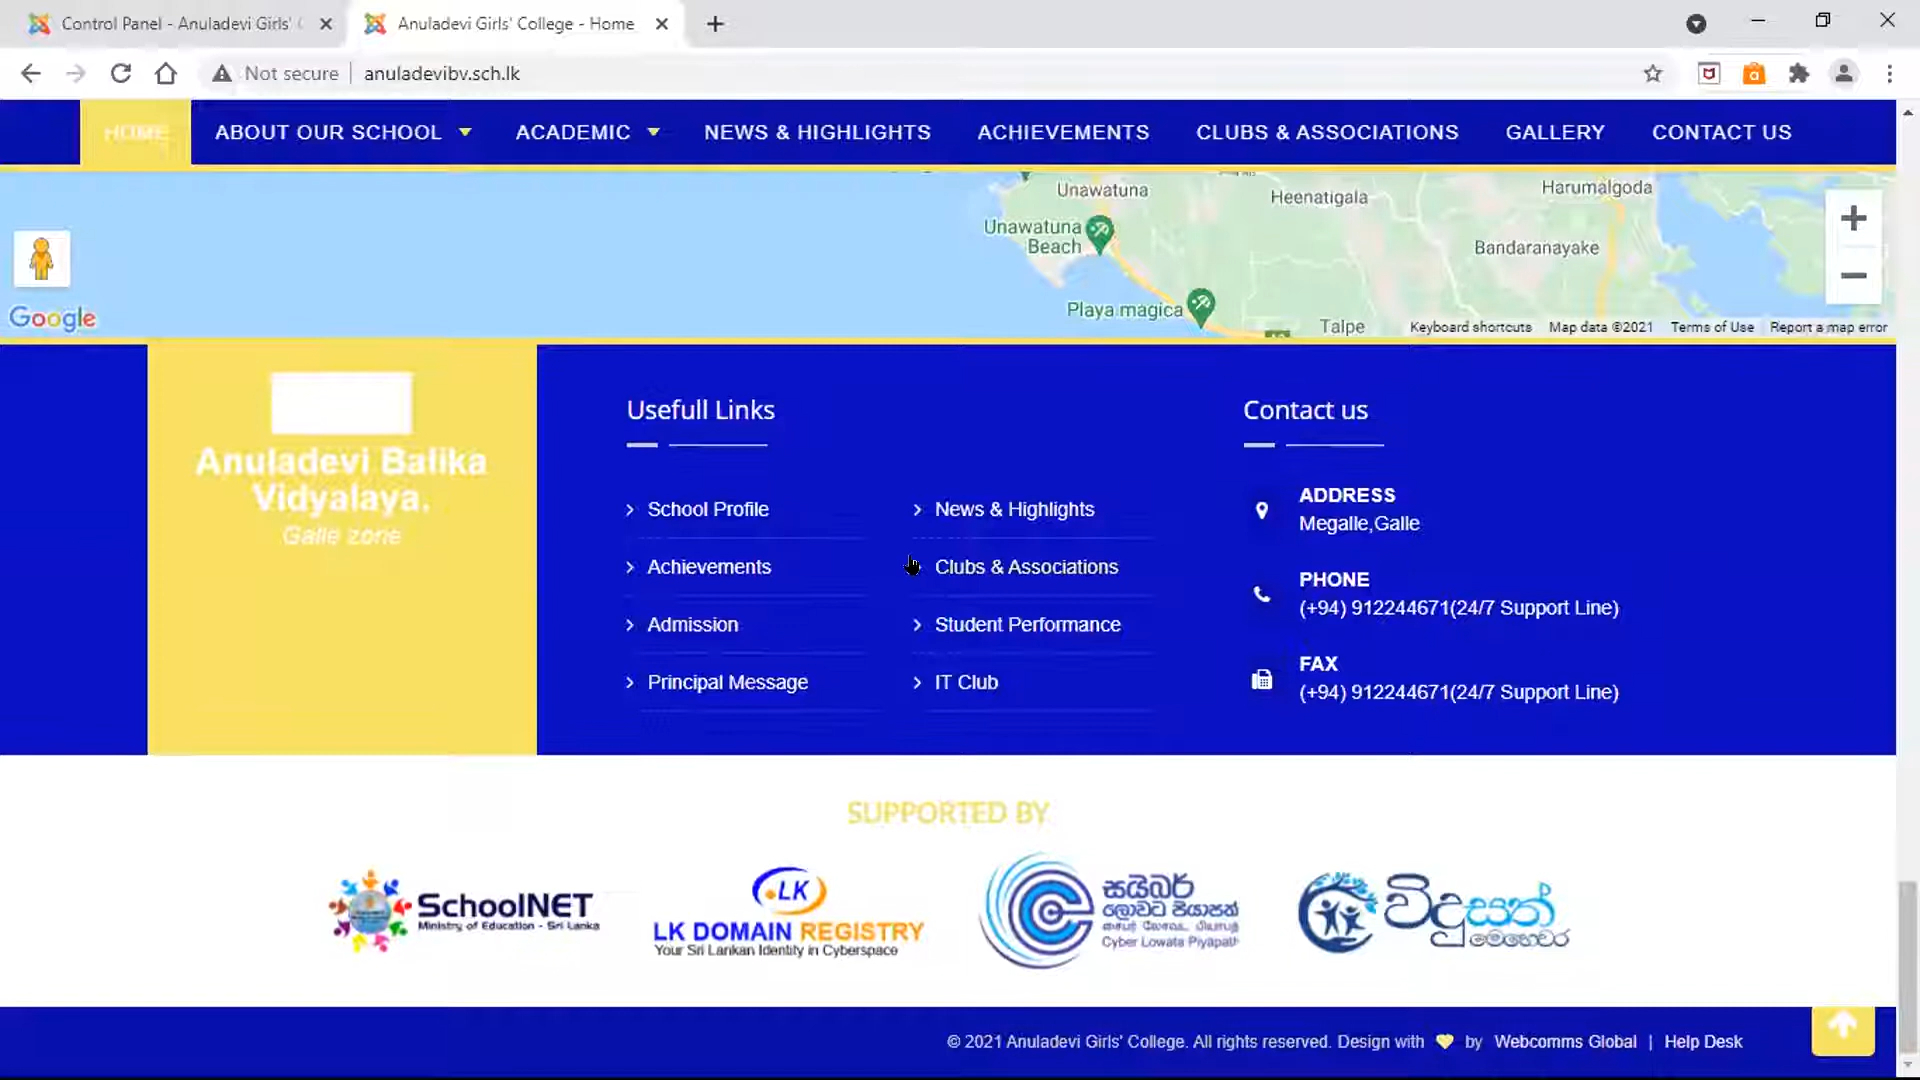 Control Panel - Anuladevi Girls'
Anuladevi Girls' College - Home
Not secure
anuladevibv.sch.lk
HOME
ABOUT OUR SCHOOL
ACADEMIC
NEWS & HIGHLIGHTS
ACHIEVEMENTS
CLUBS & ASSOCIATIONS
GALLERY
CONTACT US
Unawatuna
Heenatigala
Harumalgoda
Unawatuna
Beach
Bandaranayake
Playa magica
Talpe
Google
Keyboard shortcuts
Map data ©2021
Terms of Use
Report a map error
Anuladevi Balika
Vidyalaya.
Galle zone
Usefull Links
School Profile
Achievements
Admission
Principal Message
News & Highlights
Clubs & Associations
Student Performance
IT Club
Contact us
ADDRESS
Megalle,Galle
PHONE
(+94) 912244671(24/7 Support Line)
FAX
(+94) 912244671(24/7 Support Line)
SUPPORTED BY
SchoolNET
Ministry of Education - Sri Lanka
.LK
LK DOMAIN REGISTRY
Your Sri Lankan Identity in Cyberspace
සයිබර්
ලොවට පියාපත්
Cyber Lowata Piyapath
විදුසත්
මෙහෙවර
© 2021 Anuladevi Girls' College. All rights reserved. Design with
by
Webcomms Global | Help Desk